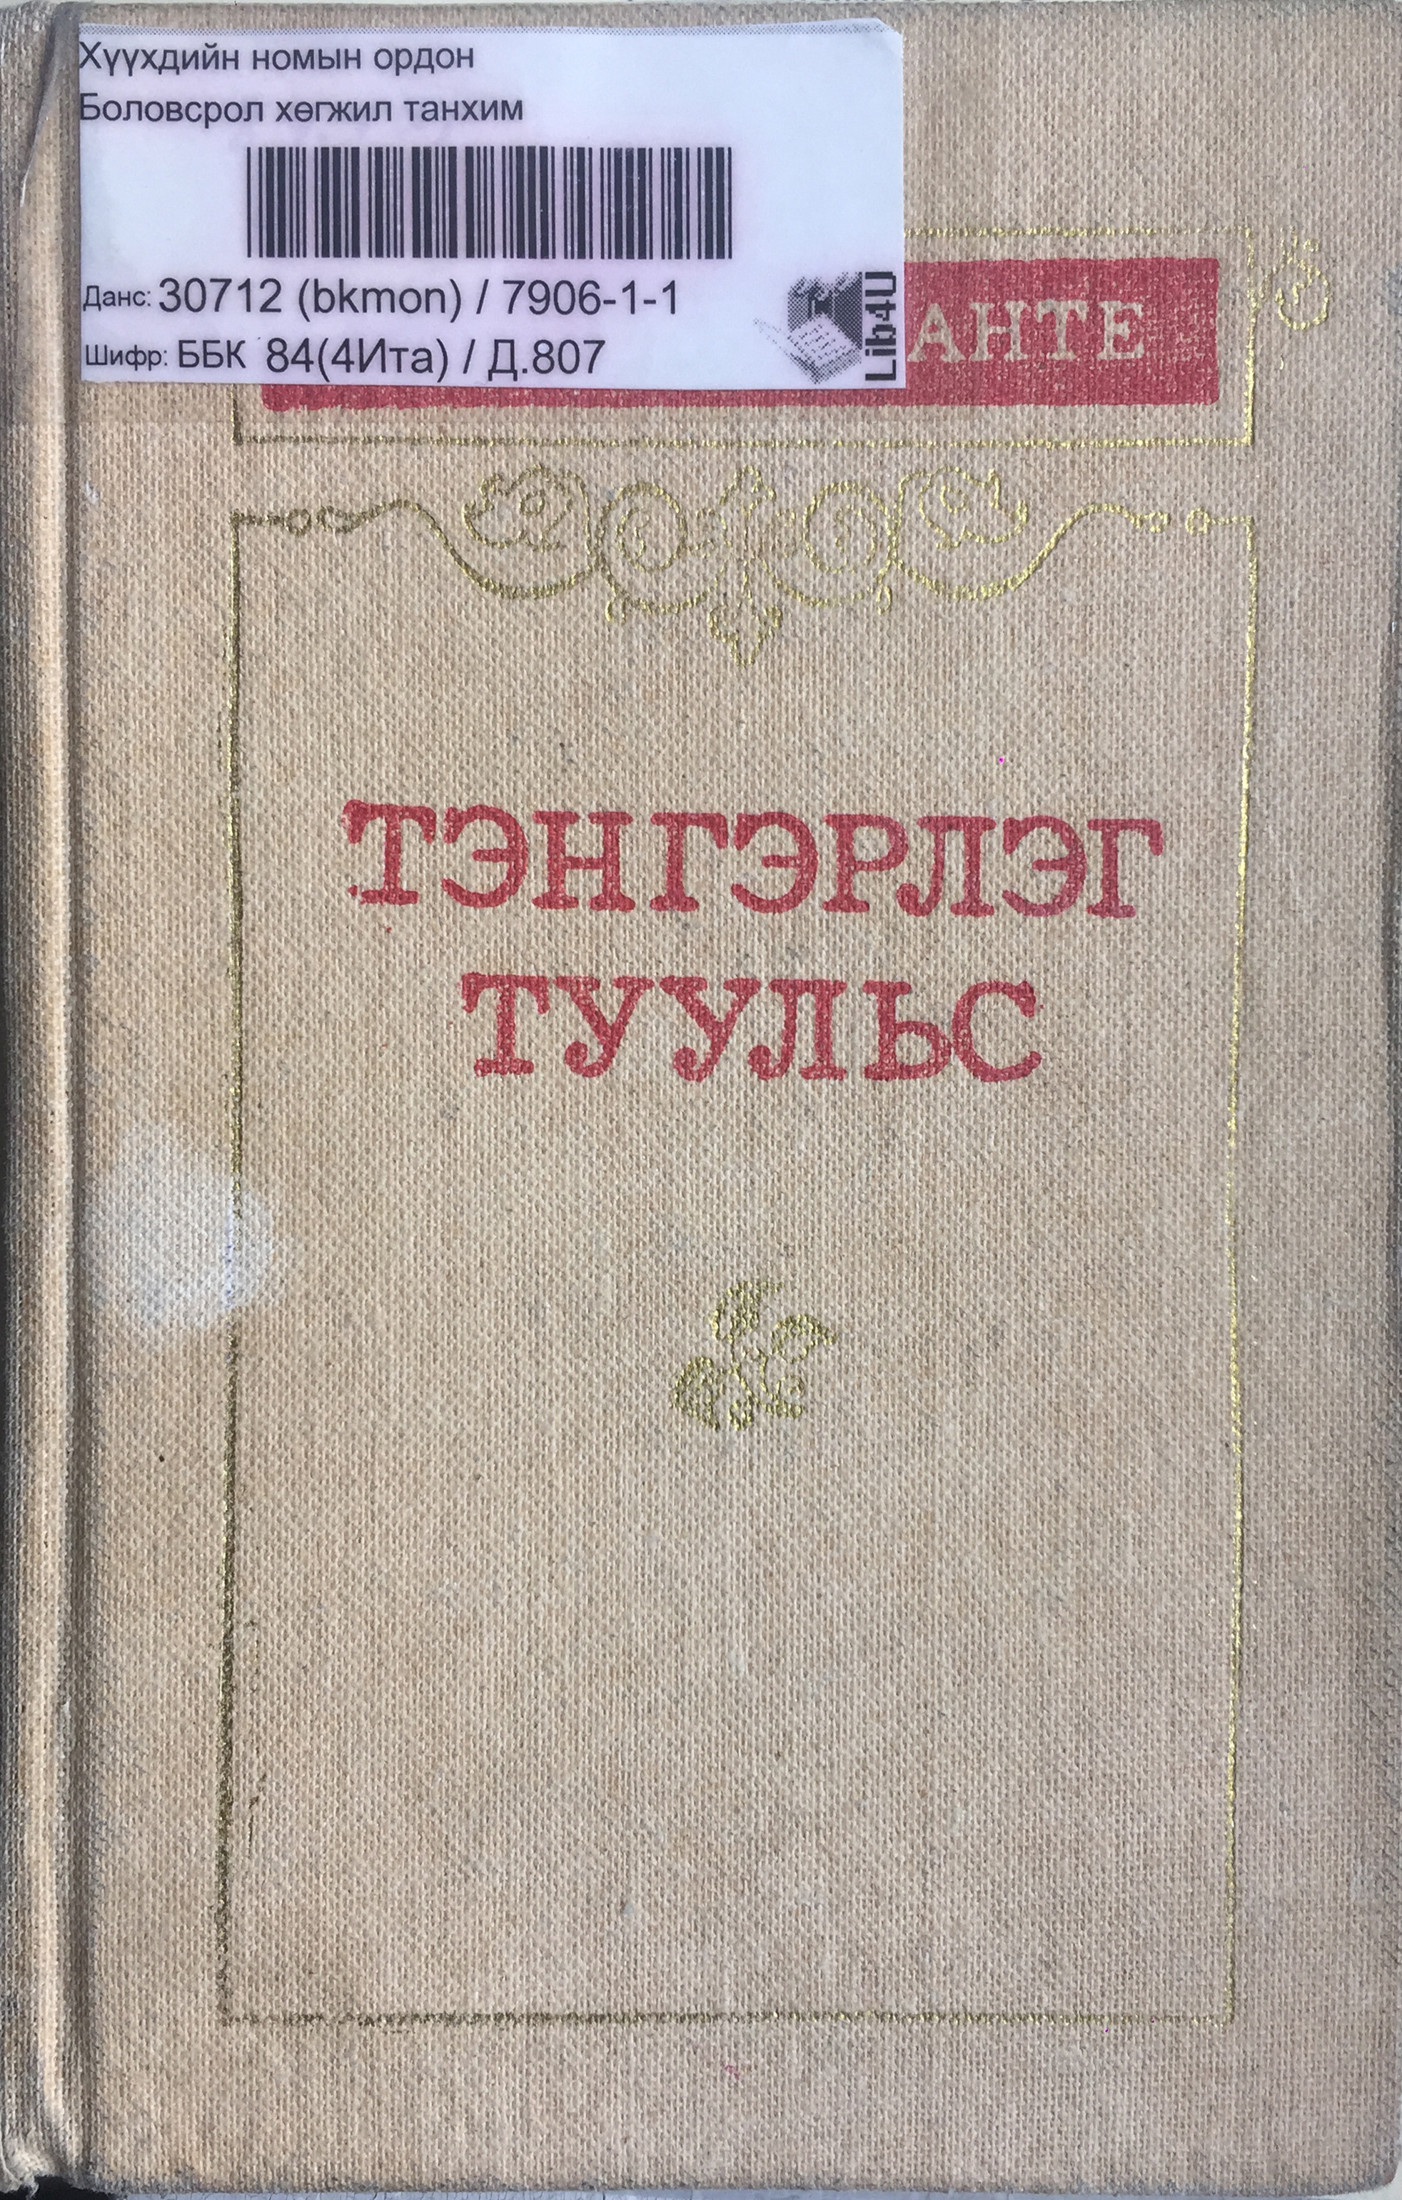 Хүүхдийн номын ордон
Боловсрол хөгжил танхим
Данс: 30712 (bkmon) / 7906-1-1
Шифр: ББК 84(4Ита) / Д.807
Lib4U
АНТЕ
ТЭНГЭРЛЭГ
ТУУЛЬС